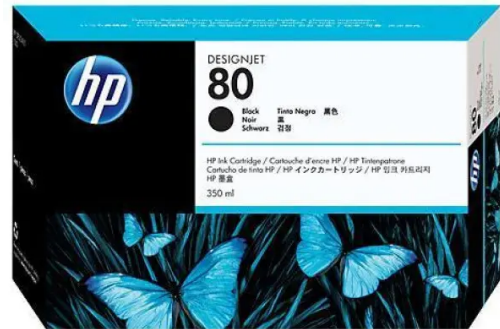 hp
DESIGNJET
80
Black Tinta Negra 黑色
Noir 黒
Schwarz 검정
HP Ink Cartridge / Cartouche d'encre HP / HP Tintenpatrone
Cartucho de tinta HP / HP インクカートリッジ / HP 잉크 카트리지
HP 墨盒
350 ml
80
hp